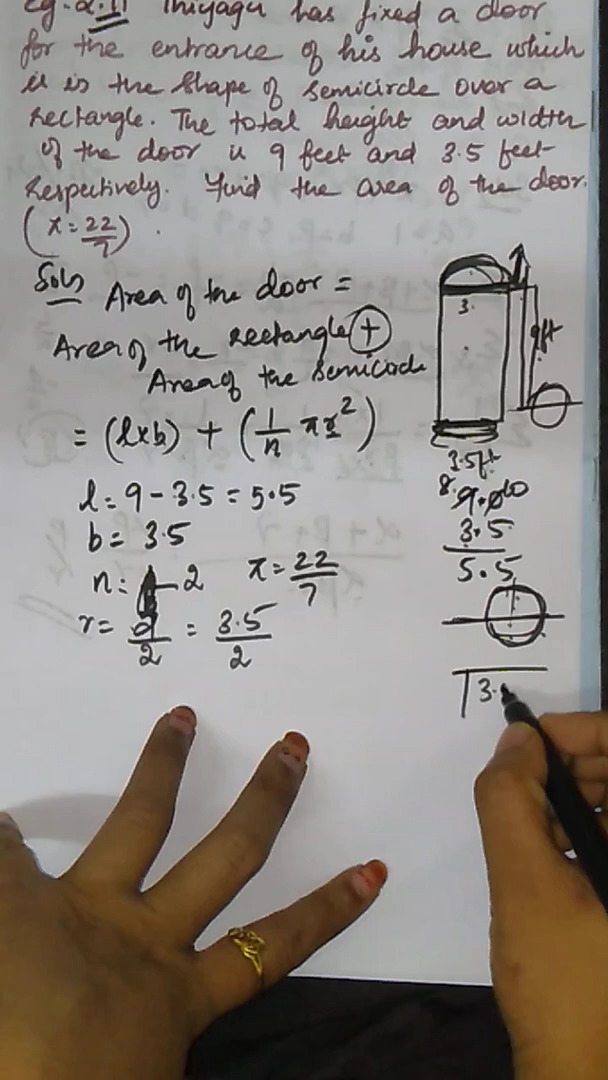 Eg. 2.11 Thiyagu has fixed a door
for the entrance of his house which
is in the shape of semicircle over a
rectangle. The total height and width
of the door is 9 feet and 3.5 feet
respectively. Find the area of the door.
(π = 22/7).
Soln Area of the door =
Area of the rectangle +
Area of the semicircle
= (l x b) + (1/n πr²)
l = 9 - 3.5 = 5.5
b = 3.5
n = 2 π = 22/7
r = d/2 = 3.5/2
3.
9ft
3.5ft
8 9.010
3.5
5.5
3.